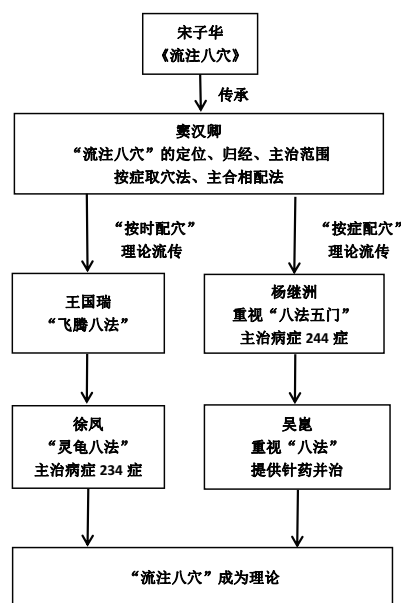 宋子华
《流注八穴》
传承
窦汉卿
“流注八穴”的定位、归经、主治范围
按症取穴法、主合相配法
“按时配穴”
理论流传
“按症配穴”
理论流传
王国瑞
“飞腾八法”
杨继洲
重视“八法五门”
主治病症 244 症
徐凤
“灵龟八法”
主治病症 234 症
吴崑
重视“八法”
提供针药并治
“流注八穴”成为理论